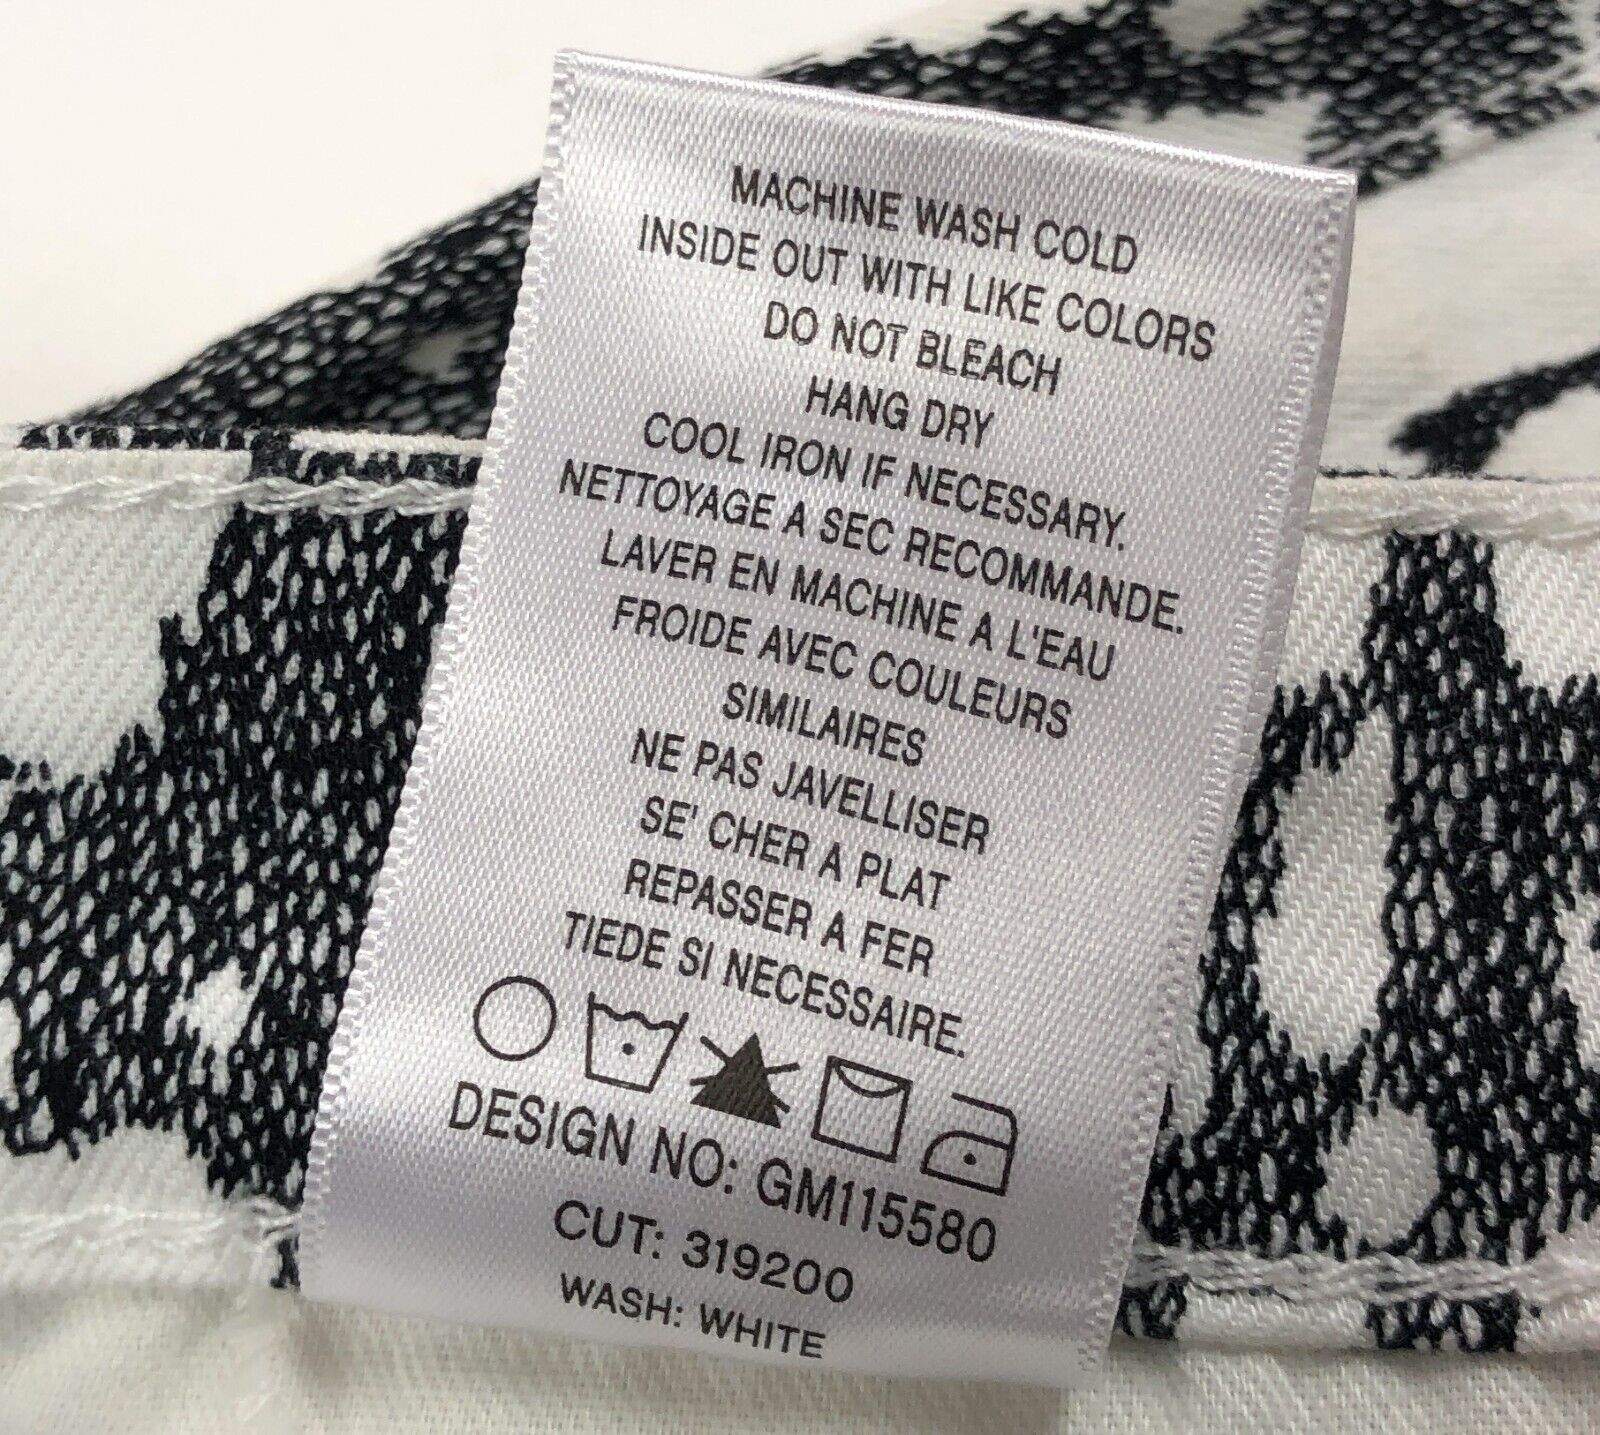 MACHINE WASH COLD
INSIDE OUT WITH LIKE COLORS
DO NOT BLEACH
HANG DRY
COOL IRON IF NECESSARY.
NETTOYAGE A SEC RECOMMANDE.
LAVER EN MACHINE A L'EAU
FROIDE AVEC COULEURS
SIMILAIRES
NE PAS JAVELLISER
SE' CHER A PLAT
REPASSER A FER
TIEDE SI NECESSAIRE.
DESIGN NO: GM115580
CUT: 319200
WASH: WHITE